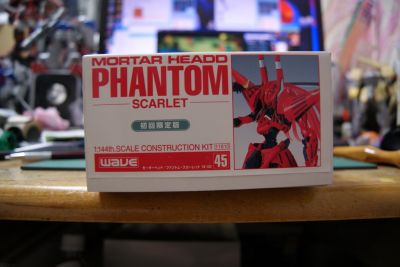 MORTAR HEADD
PHANTOM
SCARLET
初回限定版
1:144th.SCALE CONSTRUCTION KIT
WAVE
45